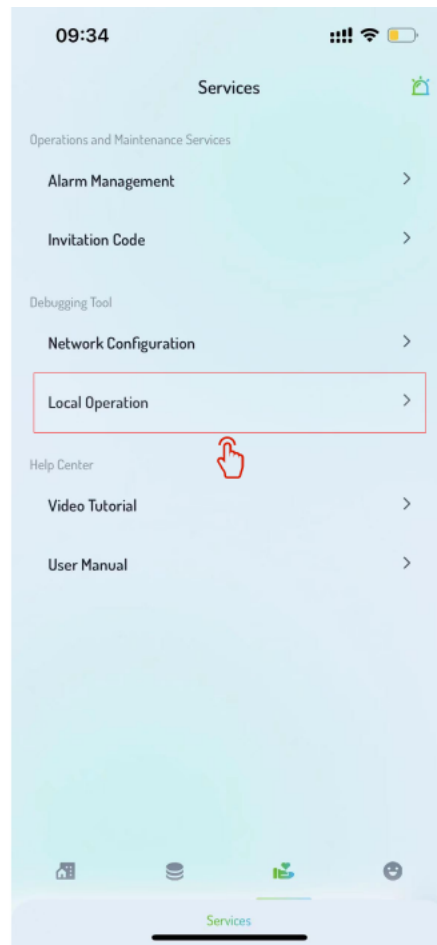 09:34
Services
Operations and Maintenance Services
Alarm Management
Invitation Code
Debugging Tool
Network Configuration
Local Operation
Help Center
Video Tutorial
User Manual
Services